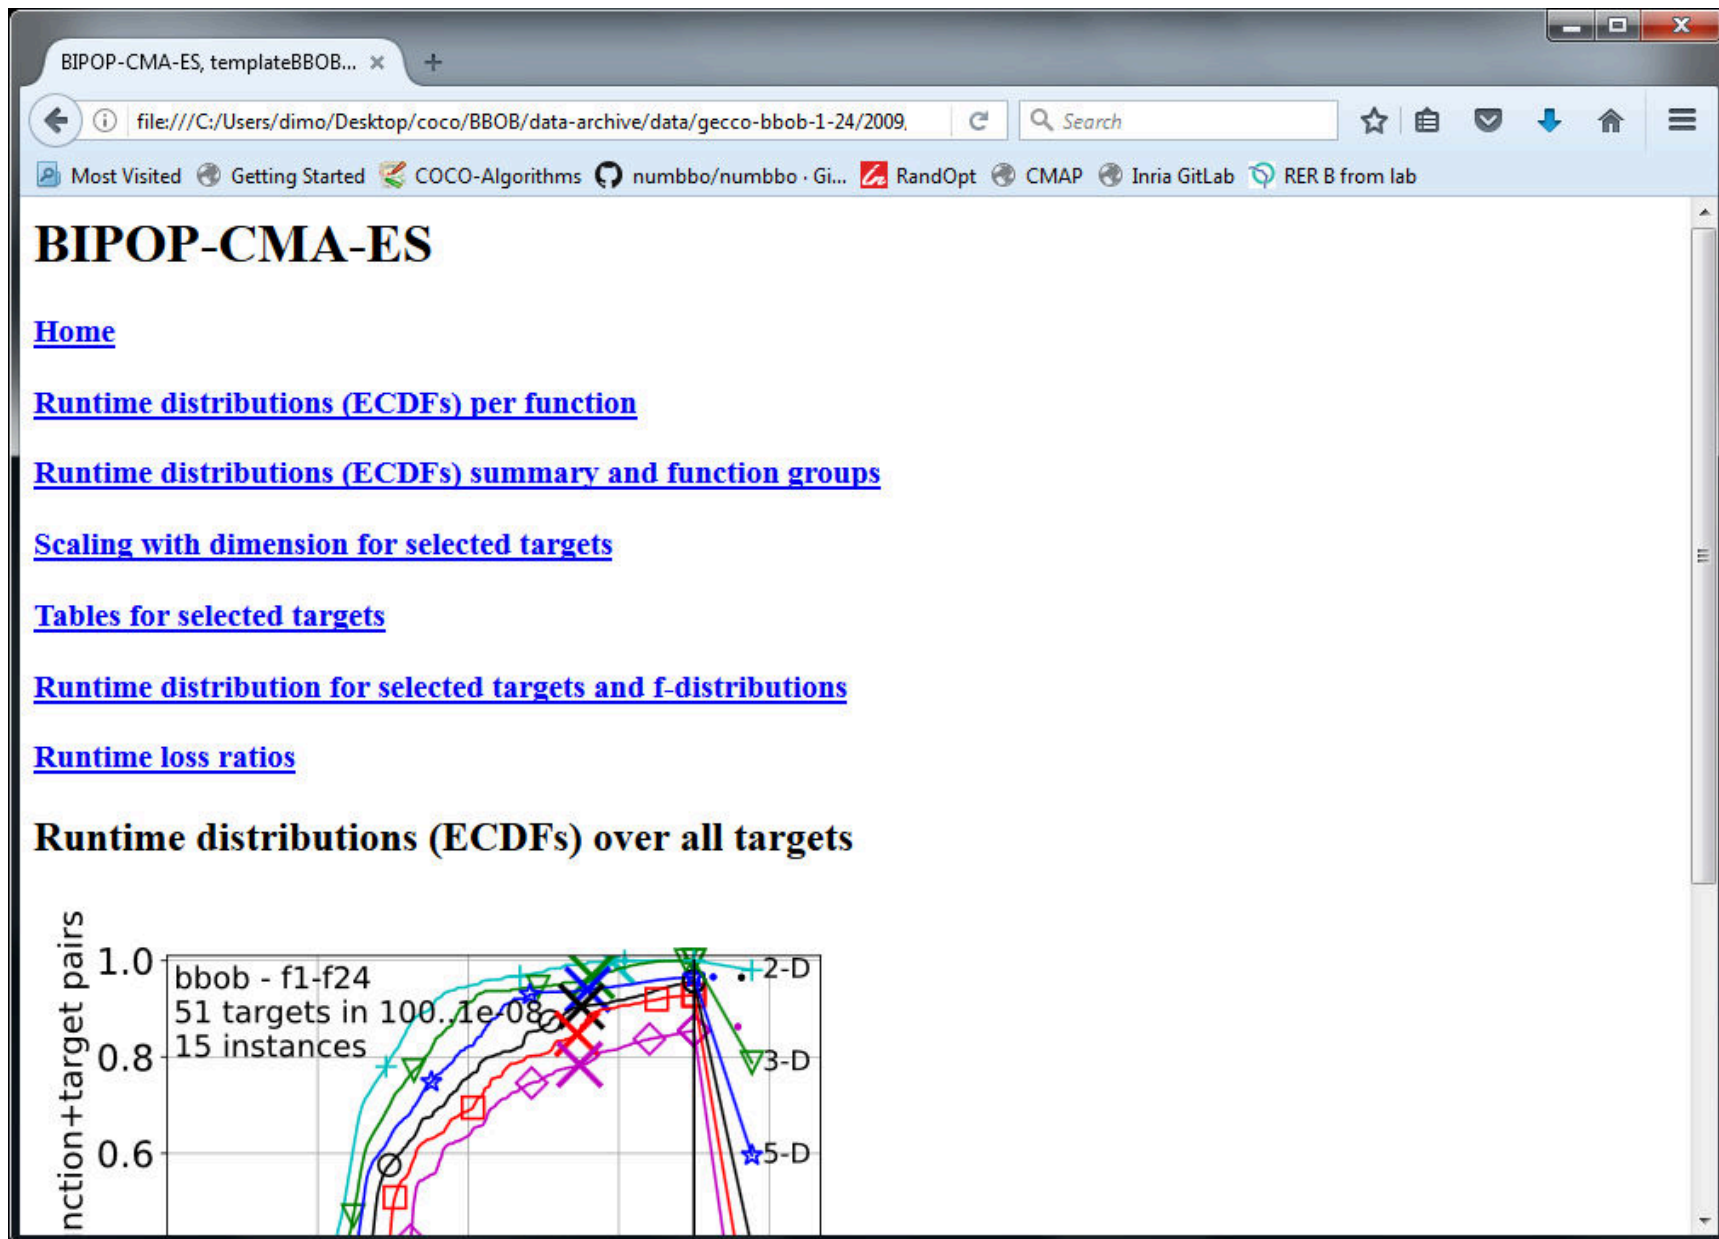 BIPOP-CMA-ES, templateBBOB...
file:///C:/Users/dimo/Desktop/coco/BBOB/data-archive/data/gecco-bbob-1-24/2009,
Search
Most Visited Getting Started COCO-Algorithms numbbo/numbbo · Gi... RandOpt CMAP Inria GitLab RER B from lab
BIPOP-CMA-ES
Home
Runtime distributions (ECDFs) per function
Runtime distributions (ECDFs) summary and function groups
Scaling with dimension for selected targets
Tables for selected targets
Runtime distribution for selected targets and f-distributions
Runtime loss ratios
Runtime distributions (ECDFs) over all targets
nction+target pairs
1.0
0.8
0.6
bbob - f1-f24
51 targets in 100..1e-08
15 instances
2-D
3-D
5-D